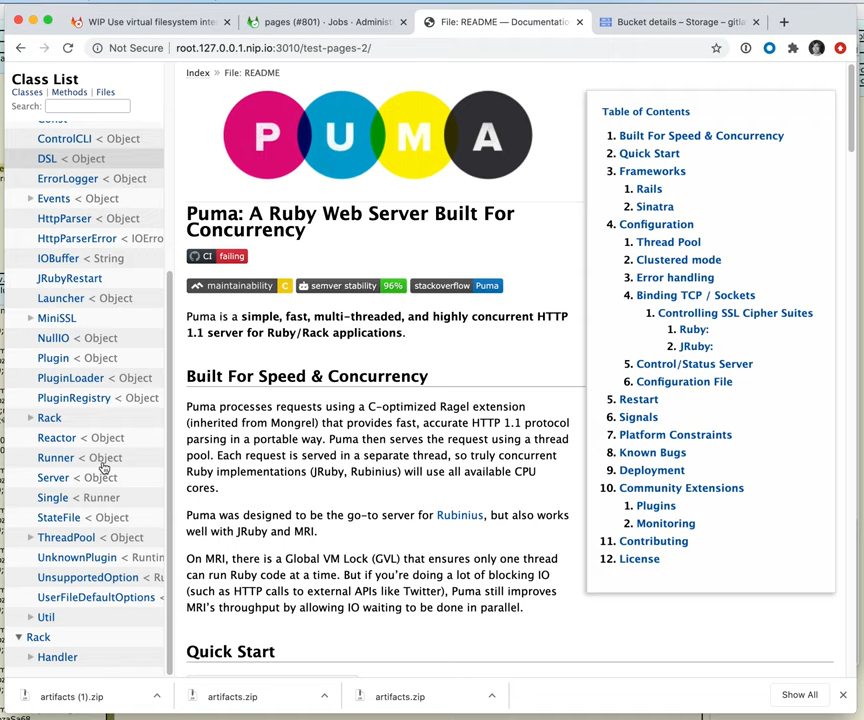 WIP Use virtual filesystem inte
pages (#801) · Jobs · Administ
File: README — Documentatio
Bucket details – Storage – gitla
Not Secure | root.127.0.0.1.nip.io:3010/test-pages-2/
Class List
Classes | Methods | Files
Search:
Const
ControlCLI < Object
DSL < Object
ErrorLogger < Object
Events < Object
HttpParser < Object
HttpParserError < IOErro
IOBuffer < String
JRubyRestart
Launcher < Object
MiniSSL
NullIO < Object
Plugin < Object
PluginLoader < Object
PluginRegistry < Object
Rack
Reactor < Object
Runner < Object
Server < Object
Single < Runner
StateFile < Object
ThreadPool < Object
UnknownPlugin < Runtin
UnsupportedOption < Ru
UserFileDefaultOptions <
Util
Rack
Handler
Index » File: README
PUMA
Puma: A Ruby Web Server Built For
Concurrency
CI failing
maintainability C semver stability 96% stackoverflow Puma
Puma is a simple, fast, multi-threaded, and highly concurrent HTTP
1.1 server for Ruby/Rack applications.
Built For Speed & Concurrency
Puma processes requests using a C-optimized Ragel extension
(inherited from Mongrel) that provides fast, accurate HTTP 1.1 protocol
parsing in a portable way. Puma then serves the request using a thread
pool. Each request is served in a separate thread, so truly concurrent
Ruby implementations (JRuby, Rubinius) will use all available CPU
cores.
Puma was designed to be the go-to server for Rubinius, but also works
well with JRuby and MRI.
On MRI, there is a Global VM Lock (GVL) that ensures only one thread
can run Ruby code at a time. But if you're doing a lot of blocking IO
(such as HTTP calls to external APIs like Twitter), Puma still improves
MRI's throughput by allowing IO waiting to be done in parallel.
Quick Start
Table of Contents
1. Built For Speed & Concurrency
2. Quick Start
3. Frameworks
1. Rails
2. Sinatra
4. Configuration
1. Thread Pool
2. Clustered mode
3. Error handling
4. Binding TCP / Sockets
1. Controlling SSL Cipher Suites
1. Ruby:
2. JRuby:
5. Control/Status Server
6. Configuration File
5. Restart
6. Signals
7. Platform Constraints
8. Known Bugs
9. Deployment
10. Community Extensions
1. Plugins
2. Monitoring
11. Contributing
12. License
artifacts (1).zip
artifacts.zip
artifacts.zip
Show All